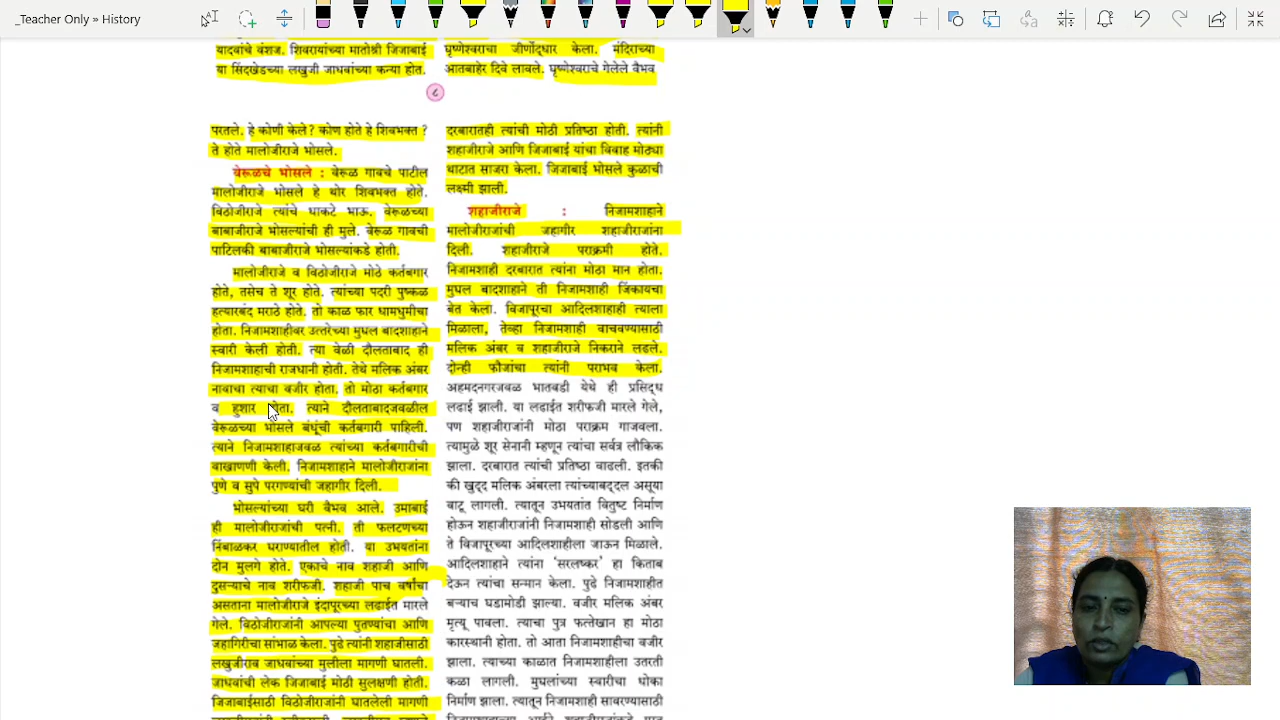 _Teacher Only » History
यादवांचे वंशज. शिवरायांच्या मातोश्री जिजाबाई
या सिंदखेडच्या लखुजी जाधवांच्या कन्या होत.
घृष्णेश्वराचा जीर्णोद्धार केला. मंदिराच्या
आतबाहेर दिवे लावले. घृष्णेश्वराचे गेलेले वैभव
८
परतले. हे कोणी केले? कोण होते हे शिवभक्त ?
ते होते मालोजीराजे भोसले.
वेरूळचे भोसले : वेरूळ गावचे पाटील
मालोजीराजे भोसले हे थोर शिवभक्त होते.
विठोजीराजे त्यांचे धाकटे भाऊ. वेरूळच्या
बाबाजीराजे भोसल्यांची ही मुले. वेरूळ गावची
पाटिलकी बाबाजीराजे भोसल्यांकडे होती.
मालोजीराजे व विठोजीराजे मोठे कर्तबगार
होते, तसेच ते शूर होते. त्यांच्या पदरी पुष्कळ
हत्यारबंद मराठे होते. तो काळ फार धामधुमीचा
होता. निजामशाहीवर उत्तरेच्या मुघल बादशाहाने
स्वारी केली होती. त्या वेळी दौलताबाद ही
निजामशाहाची राजधानी होती. तेथे मलिक अंबर
नावाचा त्याचा वजीर होता. तो मोठा कर्तबगार
व हुशार होता. त्याने दौलताबादजवळील
वेरूळच्या भोसले बंधूंची कर्तबगारी पाहिली.
त्याने निजामशाहाजवळ त्यांच्या कर्तबगारीची
वाखाणणी केली. निजामशाहाने मालोजीराजांना
पुणे व सुपे परगण्यांची जहागीर दिली.
भोसल्यांच्या घरी वैभव आले. उमाबाई
ही मालोजीराजांची पत्नी. ती फलटणच्या
निंबाळकर घराण्यातील होती. या उभयतांना
दोन मुलगे होते. एकाचे नाव शहाजी आणि
दुसऱ्याचे नाव शरीफजी. शहाजी पाच वर्षांचा
असताना मालोजीराजे इंदापूरच्या लढाईत मारले
गेले. विठोजीराजांनी आपल्या पुतण्यांचा आणि
जहागिरीचा सांभाळ केला. पुढे त्यांनी शहाजीसाठी
लखुजीराव जाधवांच्या मुलीला मागणी घातली.
जाधवांची लेक जिजाबाई मोठी सुलक्षणी होती.
जिजाबाईसाठी विठोजीराजांनी घातलेली मागणी
दरबारातही त्यांची मोठी प्रतिष्ठा होती. त्यांनी
शहाजीराजे आणि जिजाबाई यांचा विवाह मोठ्या
थाटात साजरा केला. जिजाबाई भोसले कुळाची
लक्ष्मी झाली.
शहाजीराजे : निजामशाहाने
मालोजीराजांची जहागीर शहाजीराजांना
दिली. शहाजीराजे पराक्रमी होते.
निजामशाही दरबारात त्यांना मोठा मान होता.
मुघल बादशाहाने ती निजामशाही जिंकायचा
बेत केला. विजापूरचा आदिलशाहाही त्याला
मिळाला, तेव्हा निजामशाही वाचवण्यासाठी
मलिक अंबर व शहाजीराजे निकराने लढले.
दोन्ही फौजांचा त्यांनी पराभव केला.
अहमदनगरजवळ भातवडी येथे ही प्रसिद्ध
लढाई झाली. या लढाईत शरीफजी मारले गेले,
पण शहाजीराजांनी मोठा पराक्रम गाजवला.
त्यामुळे शूर सेनानी म्हणून त्यांचा सर्वत्र लौकिक
झाला. दरबारात त्यांची प्रतिष्ठा वाढली. इतकी
की खुद्द मलिक अंबरला त्यांच्याबद्दल असूया
वाटू लागली. त्यातून उभयतांत वितुष्ट निर्माण
होऊन शहाजीराजांनी निजामशाही सोडली आणि
ते विजापूरच्या आदिलशाहीला जाऊन मिळाले.
आदिलशाहाने त्यांना 'सरलष्कर' हा किताब
देऊन त्यांचा सन्मान केला. पुढे निजामशाहीत
बऱ्याच घडामोडी झाल्या. वजीर मलिक अंबर
मृत्यू पावला. त्याचा पुत्र फत्तेखान हा मोठा
कारस्थानी होता. तो आता निजामशाहीचा वजीर
झाला. त्याच्या काळात निजामशाहीला उतरती
कळा लागली. मुघलांच्या स्वारीचा धोका
निर्माण झाला. त्यातून निजामशाही सावरण्यासाठी